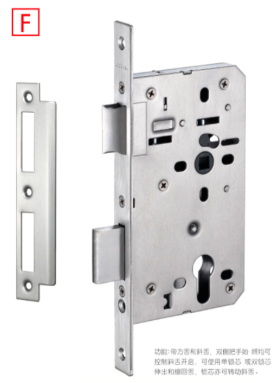 F
功能:带方舌和斜舌，双侧把手始 终均可
控制斜舌开启，可使用单锁芯 或双锁芯
伸出和缩回舌，锁芯亦可转动斜舌。